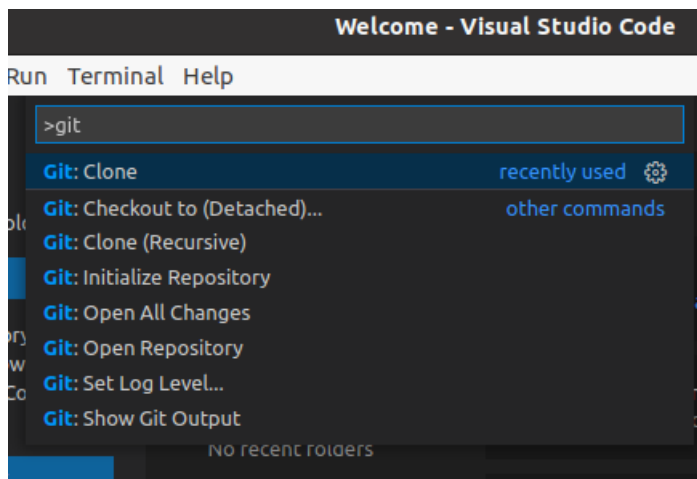 Welcome - Visual Studio Code
Run Terminal Help
>git
Git: Clone recently used
Git: Checkout to (Detached)... other commands
Git: Clone (Recursive)
Git: Initialize Repository
Git: Open All Changes
Git: Open Repository
Git: Set Log Level...
Git: Show Git Output
No recent folders